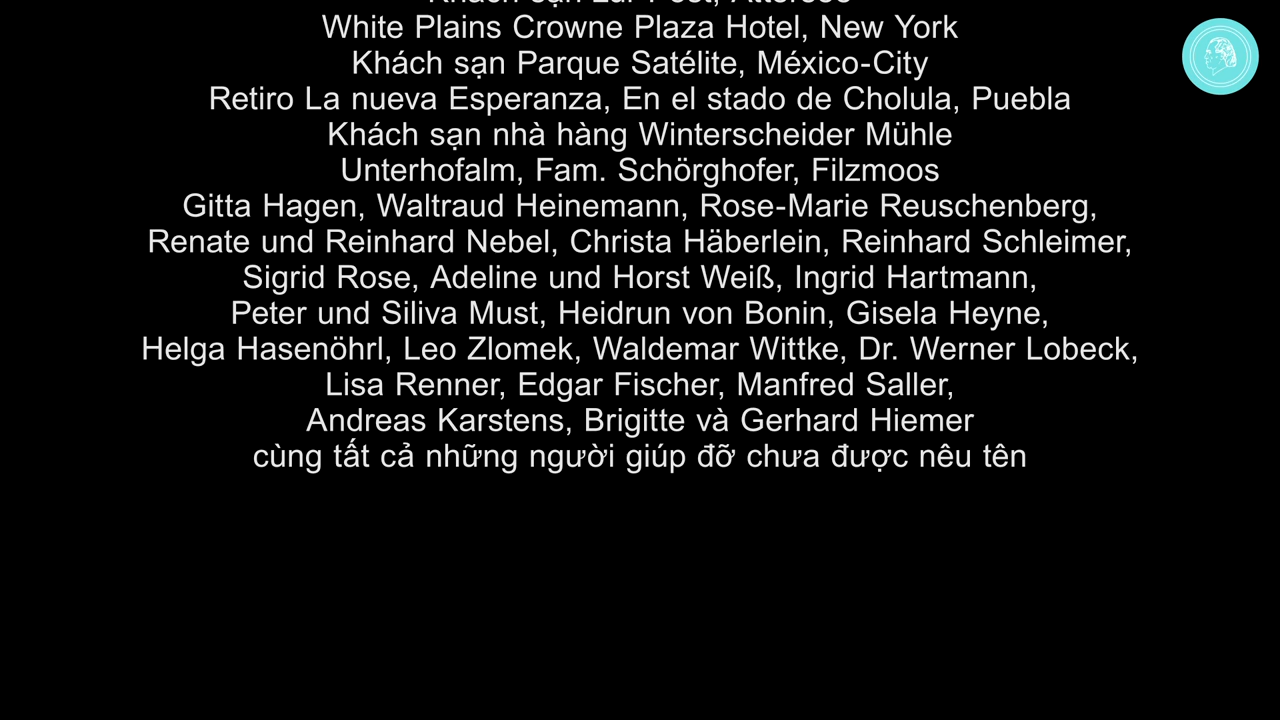 White Plains Crowne Plaza Hotel, New York
Khách sạn Parque Satélite, México-City
Retiro La nueva Esperanza, En el stado de Cholula, Puebla
Khách sạn nhà hàng Winterscheider Mühle
Unterhofalm, Fam. Schörghofer, Filzmoos
Gitta Hagen, Waltraud Heinemann, Rose-Marie Reuschenberg,
Renate und Reinhard Nebel, Christa Häberlein, Reinhard Schleimer,
Sigrid Rose, Adeline und Horst Weiß, Ingrid Hartmann,
Peter und Siliva Must, Heidrun von Bonin, Gisela Heyne,
Helga Hasenöhrl, Leo Zlomek, Waldemar Wittke, Dr. Werner Lobeck,
Lisa Renner, Edgar Fischer, Manfred Saller,
Andreas Karstens, Brigitte và Gerhard Hiemer
cùng tất cả những người giúp đỡ chưa được nêu tên